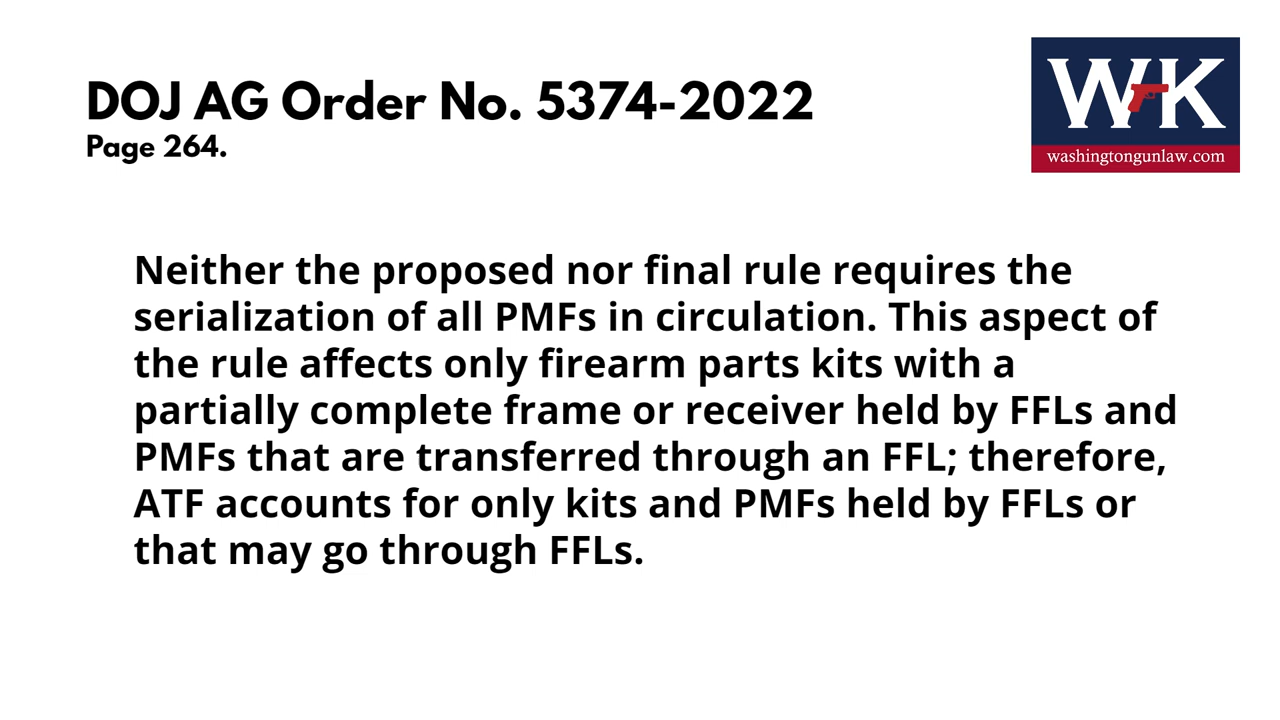 DOJ AG Order No. 5374-2022
Page 264.
WK
washingtongunlaw.com
Neither the proposed nor final rule requires the
serialization of all PMFs in circulation. This aspect of
the rule affects only firearm parts kits with a
partially complete frame or receiver held by FFLs and
PMFs that are transferred through an FFL; therefore,
ATF accounts for only kits and PMFs held by FFLs or
that may go through FFLs.